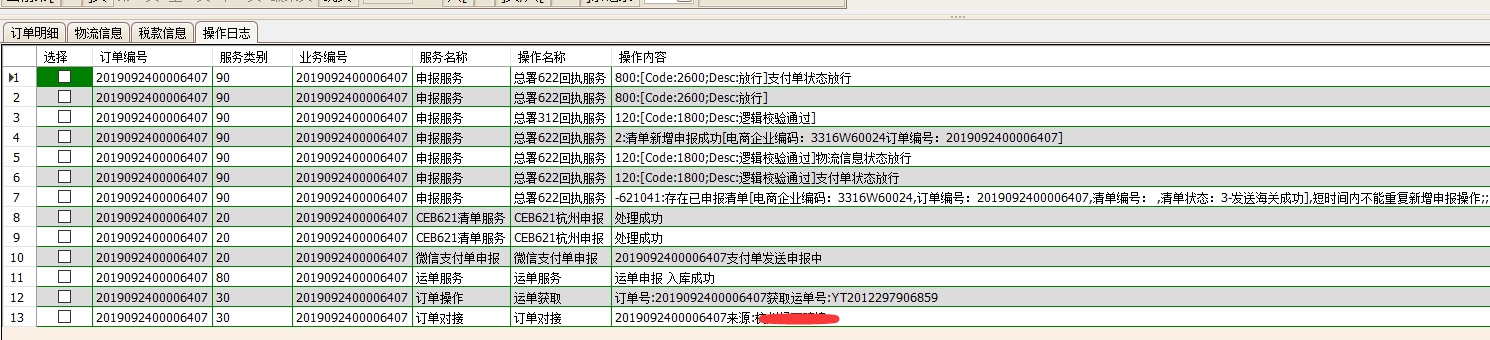 订单明细 物流信息 税款信息 操作日志
选择 订单编号 服务类别 业务编号 服务名称 操作名称 操作内容
1 2019092400006407 90 2019092400006407 申报服务 总署622回执服务 800:[Code:2600;Desc:放行]支付单状态放行
2 2019092400006407 90 2019092400006407 申报服务 总署622回执服务 800:[Code:2600;Desc:放行]
3 2019092400006407 90 2019092400006407 申报服务 总署312回执服务 120:[Code:1800;Desc:逻辑校验通过]
4 2019092400006407 90 2019092400006407 申报服务 总署622回执服务 2:清单新增申报成功[电商企业编码：3316W60024订单编号：2019092400006407]
5 2019092400006407 90 2019092400006407 申报服务 总署622回执服务 120:[Code:1800;Desc:逻辑校验通过]物流信息状态放行
6 2019092400006407 90 2019092400006407 申报服务 总署622回执服务 120:[Code:1800;Desc:逻辑校验通过]支付单状态放行
7 2019092400006407 90 2019092400006407 申报服务 总署622回执服务 -621041:存在已申报清单[电商企业编码：3316W60024,订单编号：2019092400006407,清单编号： ,清单状态：3-发送海关成功],短时间内不能重复新增申报操作;;
8 2019092400006407 20 2019092400006407 CEB621清单服务 CEB621杭州申报 处理成功
9 2019092400006407 20 2019092400006407 CEB621清单服务 CEB621杭州申报 处理成功
10 2019092400006407 20 2019092400006407 微信支付单申报 微信支付单申报 2019092400006407支付单发送申报中
11 2019092400006407 80 2019092400006407 运单服务 运单服务 运单申报 入库成功
12 2019092400006407 30 2019092400006407 订单操作 运单获取 订单号:2019092400006407获取运单号:YT2012297906859
13 2019092400006407 30 2019092400006407 订单对接 订单对接 2019092400006407来源: